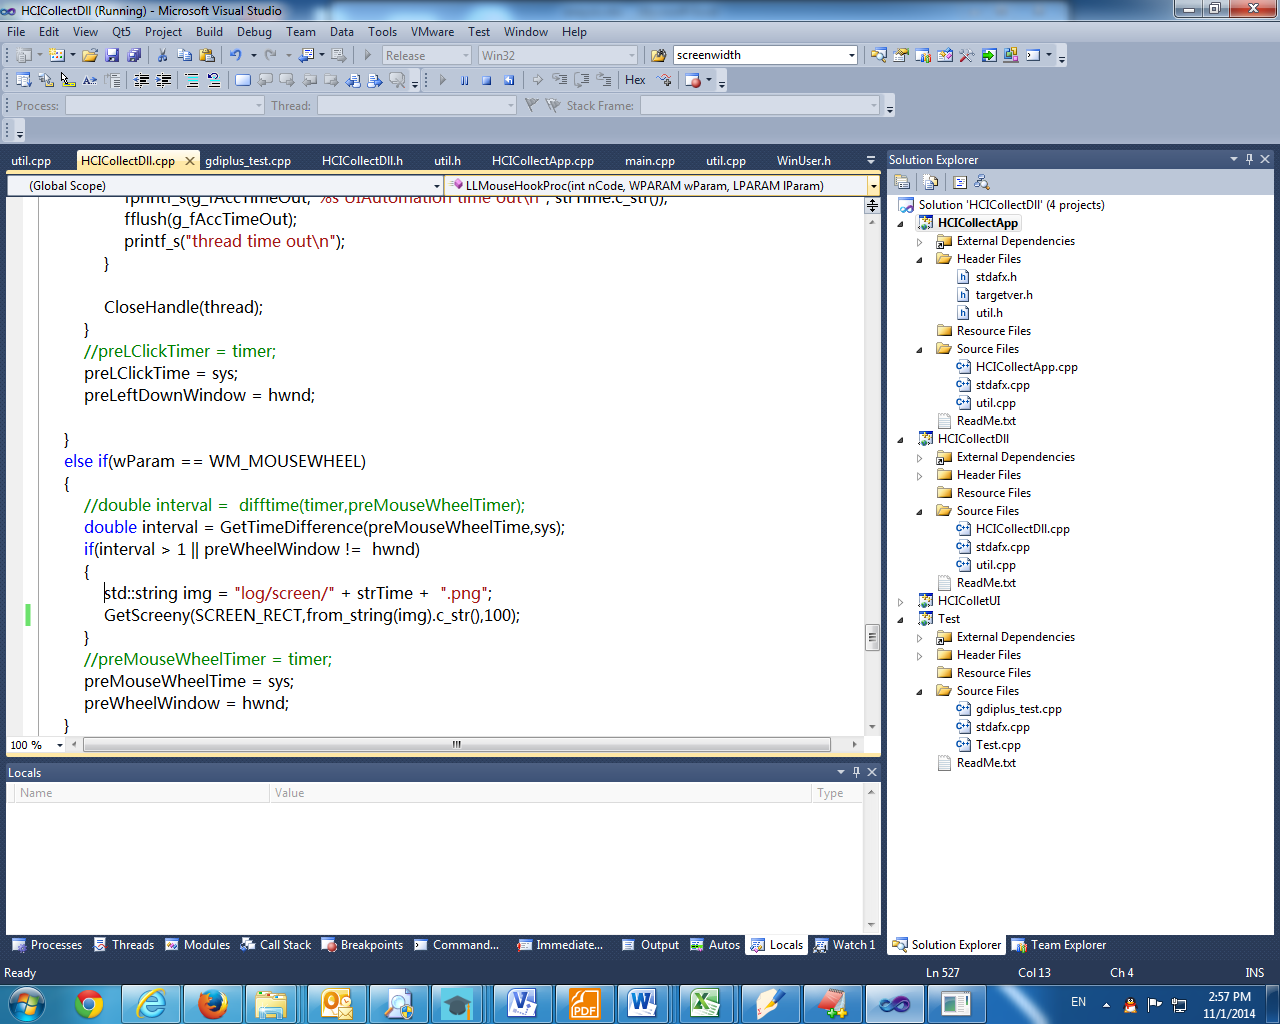 HCICollectDll (Running) - Microsoft Visual Studio
File Edit View Qt5 Project Build Debug Team Data Tools VMware Test Window Help
Release Win32 screenwidth
Hex
Process: Thread: Stack Frame:
util.cpp HCICollectDll.cpp gdiplus_test.cpp HCICollectDll.h util.h HCICollectApp.cpp main.cpp util.cpp WinUser.h
(Global Scope) LLMouseHookProc(int nCode, WPARAM wParam, LPARAM lParam)
fprintf_s(g_fAccTimeOut, "%s UIAutomation time out\n", strTime.c_str());
fflush(g_fAccTimeOut);
printf_s("thread time out\n");
}
CloseHandle(thread);
}
//preLClickTimer = timer;
preLClickTime = sys;
preLeftDownWindow = hwnd;
}
else if(wParam == WM_MOUSEWHEEL)
{
//double interval =  difftime(timer,preMouseWheelTimer);
double interval = GetTimeDifference(preMouseWheelTime,sys);
if(interval > 1 || preWheelWindow !=  hwnd)
{
std::string img = "log/screen/" + strTime +  ".png";
GetScreeny(SCREEN_RECT,from_string(img).c_str(),100);
}
//preMouseWheelTimer = timer;
preMouseWheelTime = sys;
preWheelWindow = hwnd;
}
100 %
Locals
Name Value Type
Processes Threads Modules Call Stack Breakpoints Command... Immediate... Output Autos Locals Watch 1
Solution Explorer
Solution 'HCICollectDll' (4 projects)
HCICollectApp
External Dependencies
Header Files
stdafx.h
targetver.h
util.h
Resource Files
Source Files
HCICollectApp.cpp
stdafx.cpp
util.cpp
ReadMe.txt
HCICollectDll
External Dependencies
Header Files
Resource Files
Source Files
HCICollectDll.cpp
stdafx.cpp
util.cpp
ReadMe.txt
HCIColletUI
Test
External Dependencies
Header Files
Resource Files
Source Files
gdiplus_test.cpp
stdafx.cpp
Test.cpp
ReadMe.txt
Solution Explorer Team Explorer
Ready Ln 527 Col 13 Ch 4 INS
PDF
EN 2:57 PM
11/1/2014